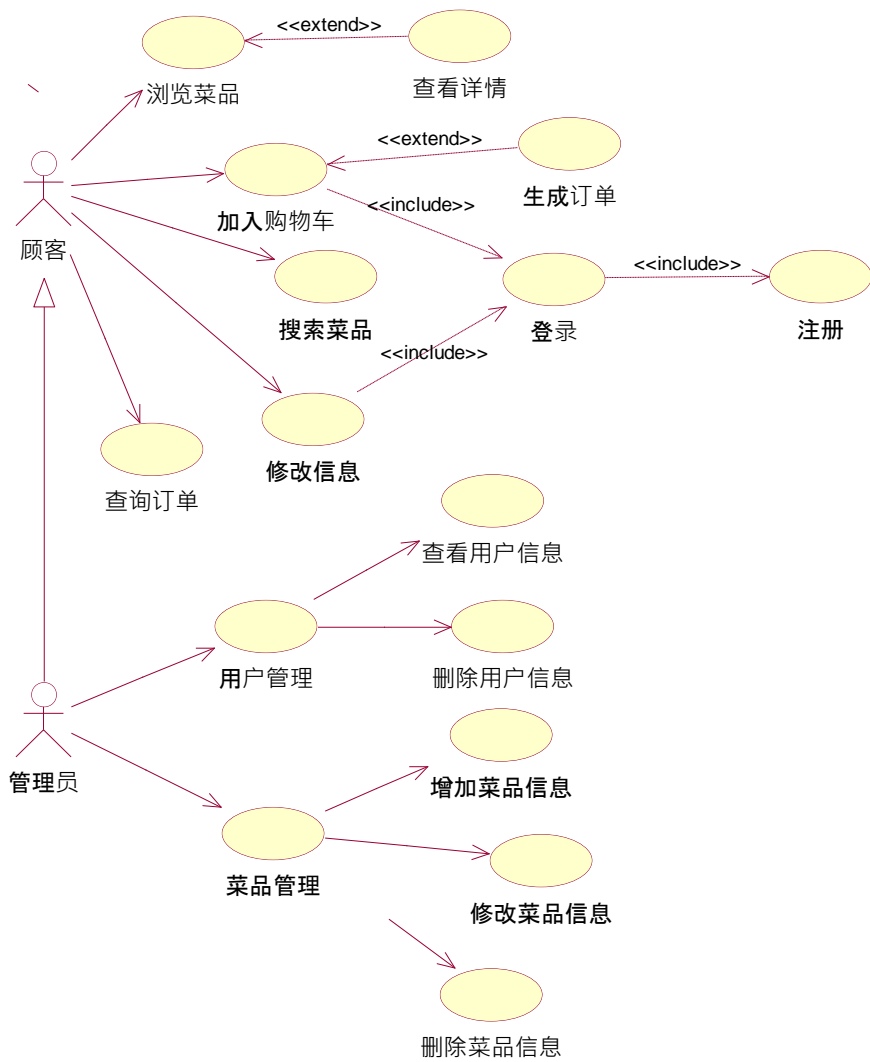 <<extend>>
浏览菜品
查看详情
<<extend>>
生成订单
加入购物车
<<include>>
顾客
搜索菜品
<<include>>
登录
注册
<<include>>
修改信息
查询订单
查看用户信息
用户管理
删除用户信息
管理员
增加菜品信息
菜品管理
修改菜品信息
删除菜品信息